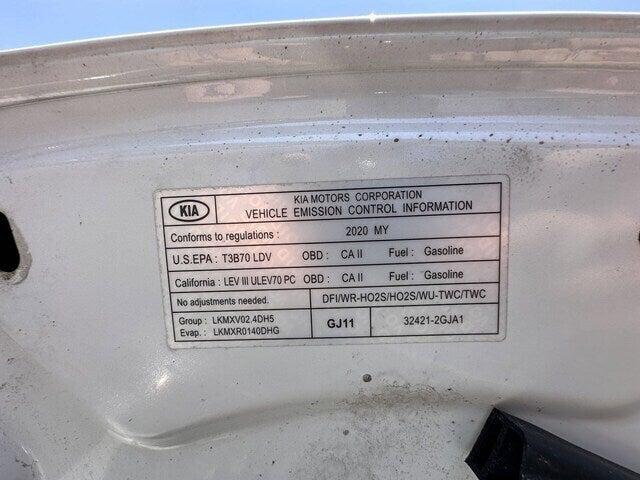 KIA
KIA MOTORS CORPORATION
VEHICLE EMISSION CONTROL INFORMATION
Conforms to regulations : 2020 MY
U.S.EPA : T3B70 LDV OBD : CA II Fuel : Gasoline
California : LEV III ULEV70 PC OBD : CA II Fuel : Gasoline
No adjustments needed. DFI/WR-HO2S/HO2S/WU-TWC/TWC
Group : LKMXV02.4DH5
Evap. : LKMXR0140DHG
GJ11
32421-2GJA1